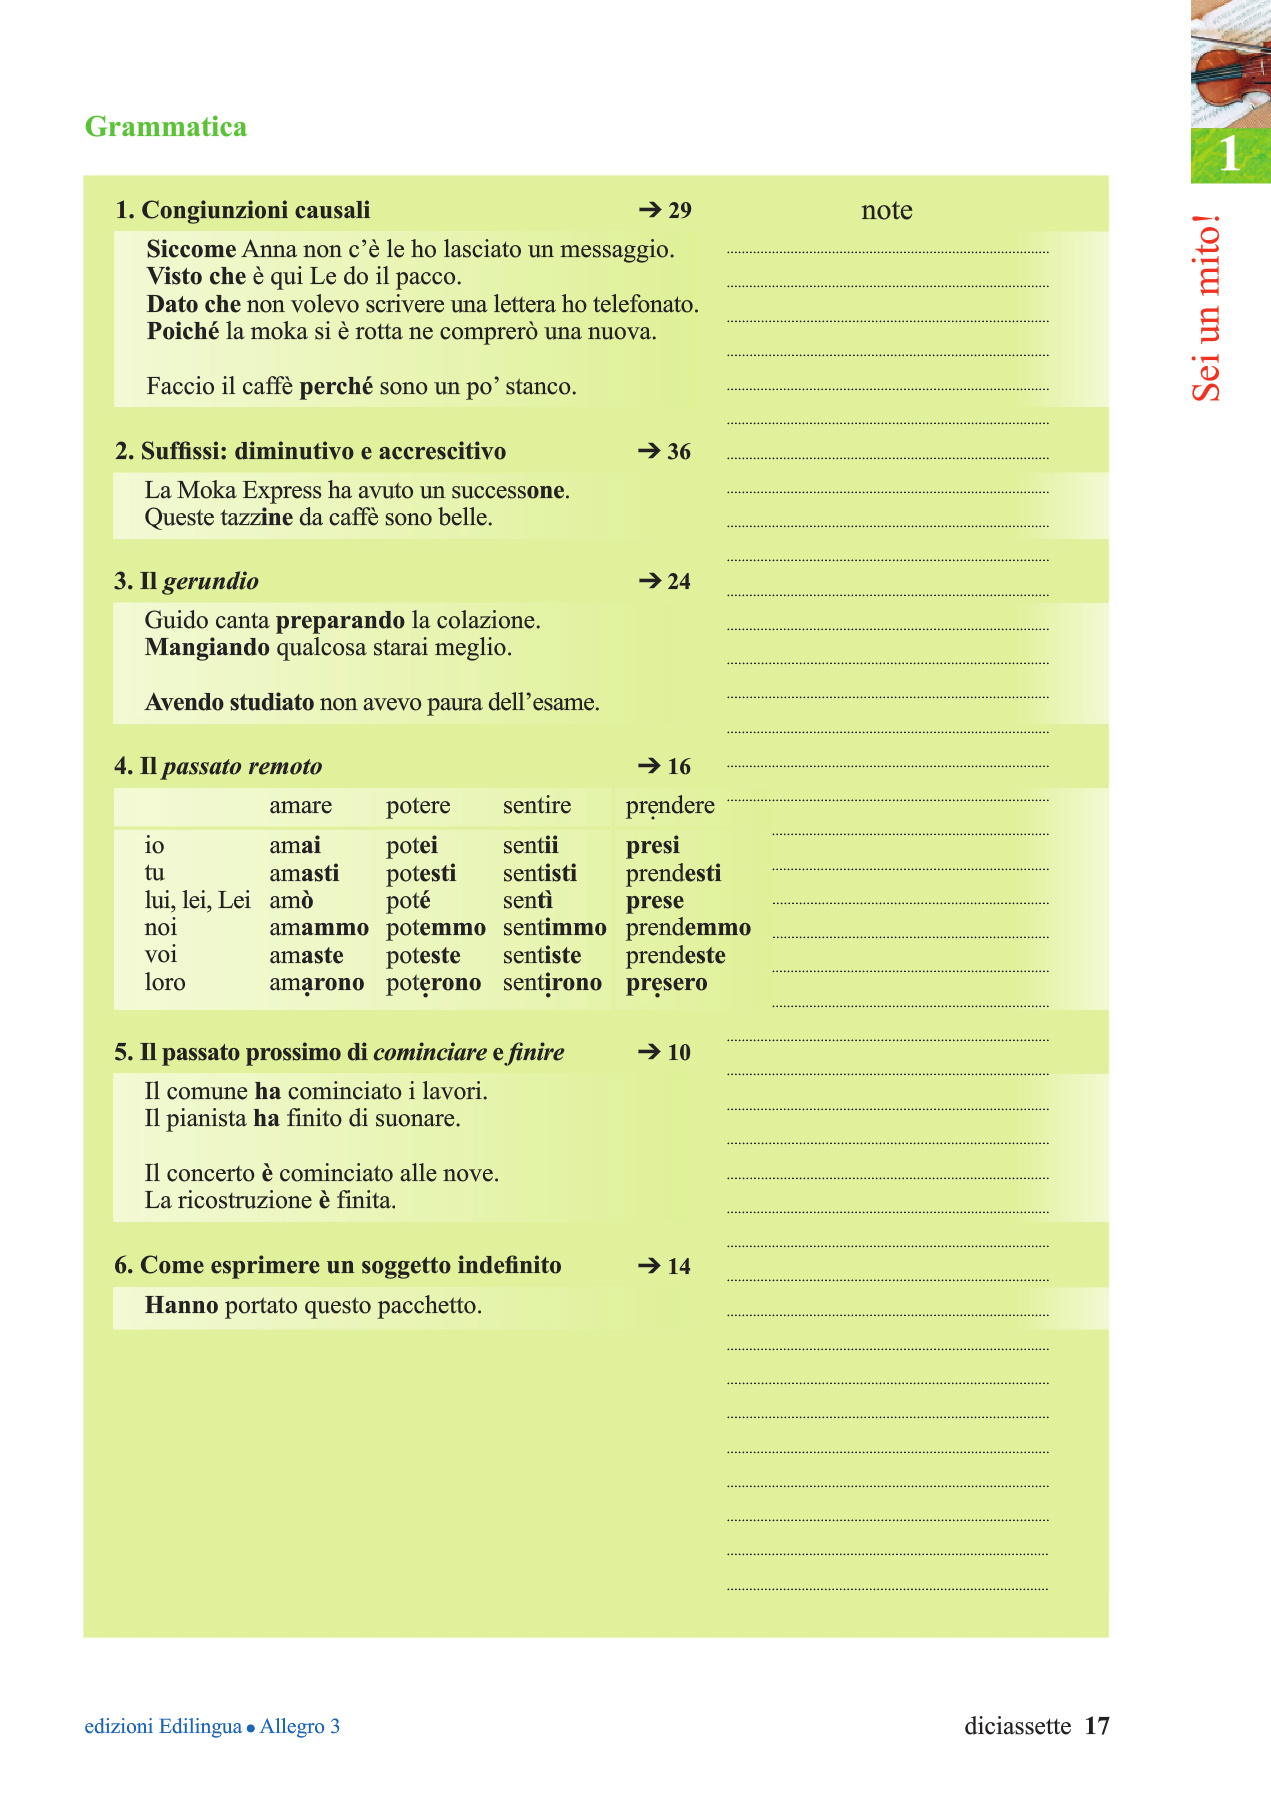 Grammatica
1
Sei un mito!
1. Congiunzioni causali ➔ 29 note
Siccome Anna non c’è le ho lasciato un messaggio.
Visto che è qui Le do il pacco.
Dato che non volevo scrivere una lettera ho telefonato.
Poiché la moka si è rotta ne comprerò una nuova.
Faccio il caffè perché sono un po’ stanco.
2. Suffissi: diminutivo e accrescitivo ➔ 36
La Moka Express ha avuto un successone.
Queste tazzine da caffè sono belle.
3. Il gerundio ➔ 24
Guido canta preparando la colazione.
Mangiando qualcosa starai meglio.
Avendo studiato non avevo paura dell’esame.
4. Il passato remoto ➔ 16
amare potere sentire prẹndere
io amai potei sentii presi
tu amasti potesti sentisti prendesti
lui, lei, Lei amò poté sentì prese
noi amammo potemmo sentimmo prendemmo
voi amaste poteste sentiste prendeste
loro amạrono potẹrono sentịrono prẹsero
5. Il passato prossimo di cominciare e finire ➔ 10
Il comune ha cominciato i lavori.
Il pianista ha finito di suonare.
Il concerto è cominciato alle nove.
La ricostruzione è finita.
6. Come esprimere un soggetto indefinito ➔ 14
Hanno portato questo pacchetto.
edizioni Edilingua • Allegro 3
diciassette 17